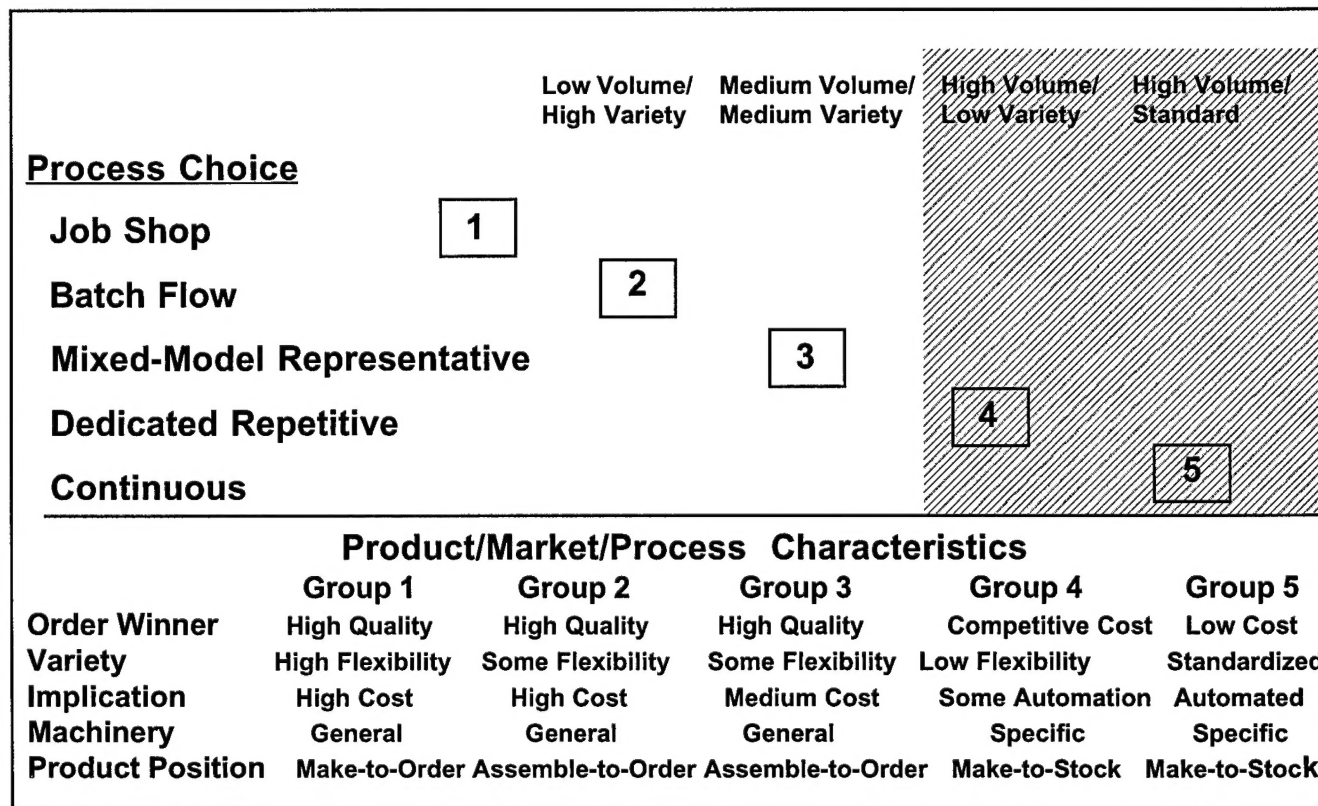 Low Volume/ Medium Volume/ High Volume/ High Volume/
High Variety Medium Variety Low Variety Standard
Process Choice
Job Shop 1
Batch Flow 2
Mixed-Model Representative 3
Dedicated Repetitive 4
Continuous 5
Product/Market/Process Characteristics
Group 1 Group 2 Group 3 Group 4 Group 5
Order Winner High Quality High Quality High Quality Competitive Cost Low Cost
Variety High Flexibility Some Flexibility Some Flexibility Low Flexibility Standardized
Implication High Cost High Cost Medium Cost Some Automation Automated
Machinery General General General Specific Specific
Product Position Make-to-Order Assemble-to-Order Assemble-to-Order Make-to-Stock Make-to-Stock